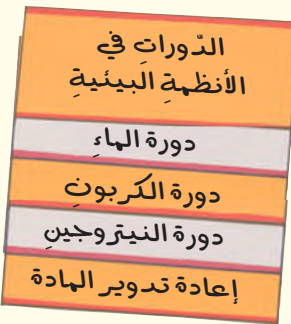 الدّوراتِ في
الأنظمةِ البيئيةِ
دورة الماءِ
دورة الكربونِ
دورة النيتروجينِ
إعادة تدوير المادة